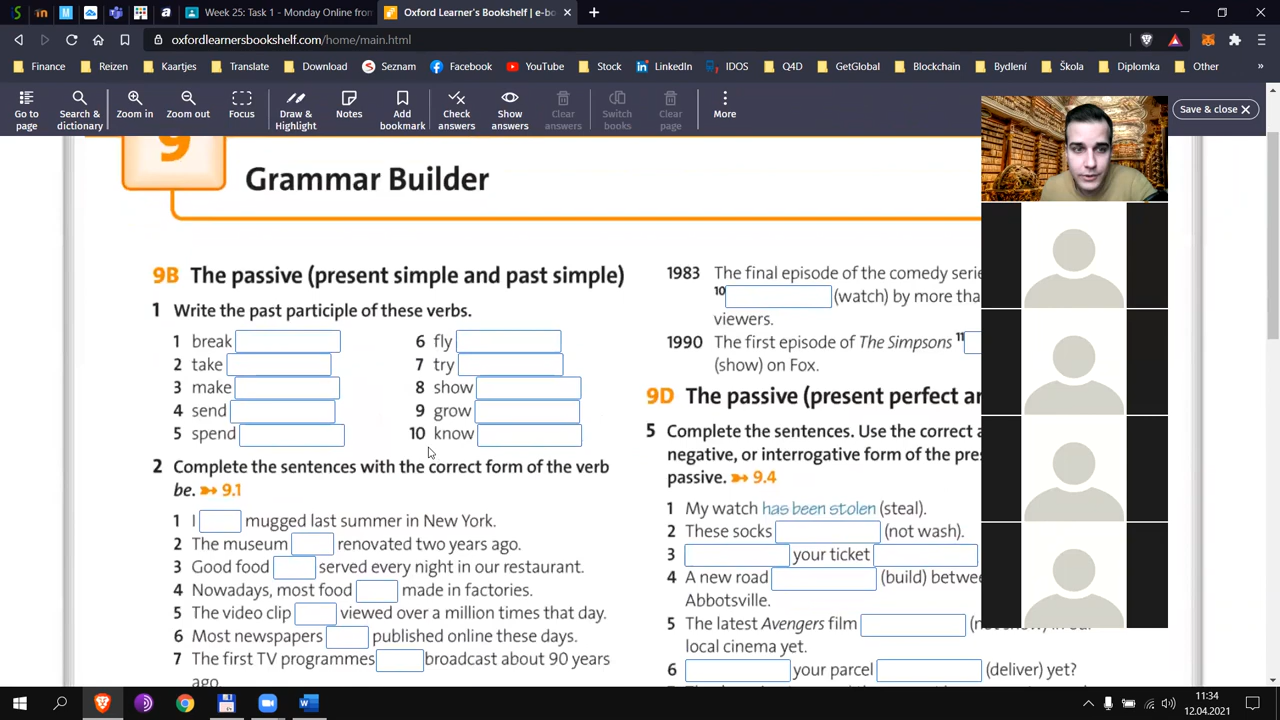 Week 25: Task 1 - Monday Online from
Oxford Learner's Bookshelf | e-bo
oxfordlearnersbookshelf.com/home/main.html
Finance Reizen Kaartjes Translate Download Seznam Facebook YouTube Stock LinkedIn IDOS Q4D GetGlobal Blockchain Bydlení Škola Diplomka Other
Go to page
Search & dictionary
Zoom in
Zoom out
Focus
Draw & Highlight
Notes
Add bookmark
Check answers
Show answers
Clear answers
Switch books
Clear page
More
Save & close
9
Grammar Builder
9B The passive (present simple and past simple)
1 Write the past participle of these verbs.
1 break
2 take
3 make
4 send
5 spend
6 fly
7 try
8 show
9 grow
10 know
2 Complete the sentences with the correct form of the verb
be. 9.1
1 I mugged last summer in New York.
2 The museum renovated two years ago.
3 Good food served every night in our restaurant.
4 Nowadays, most food made in factories.
5 The video clip viewed over a million times that day.
6 Most newspapers published online these days.
7 The first TV programmes broadcast about 90 years
ago.
1983 The final episode of the comedy serie
10 (watch) by more tha
viewers.
1990 The first episode of The Simpsons 11
(show) on Fox.
9D The passive (present perfect an
5 Complete the sentences. Use the correct a
negative, or interrogative form of the pres
passive. 9.4
1 My watch has been stolen (steal).
2 These socks (not wash).
3 your ticket
4 A new road (build) betwe
Abbotsville.
5 The latest Avengers film
local cinema yet.
6 your parcel (deliver) yet?
11:34
12.04.2021